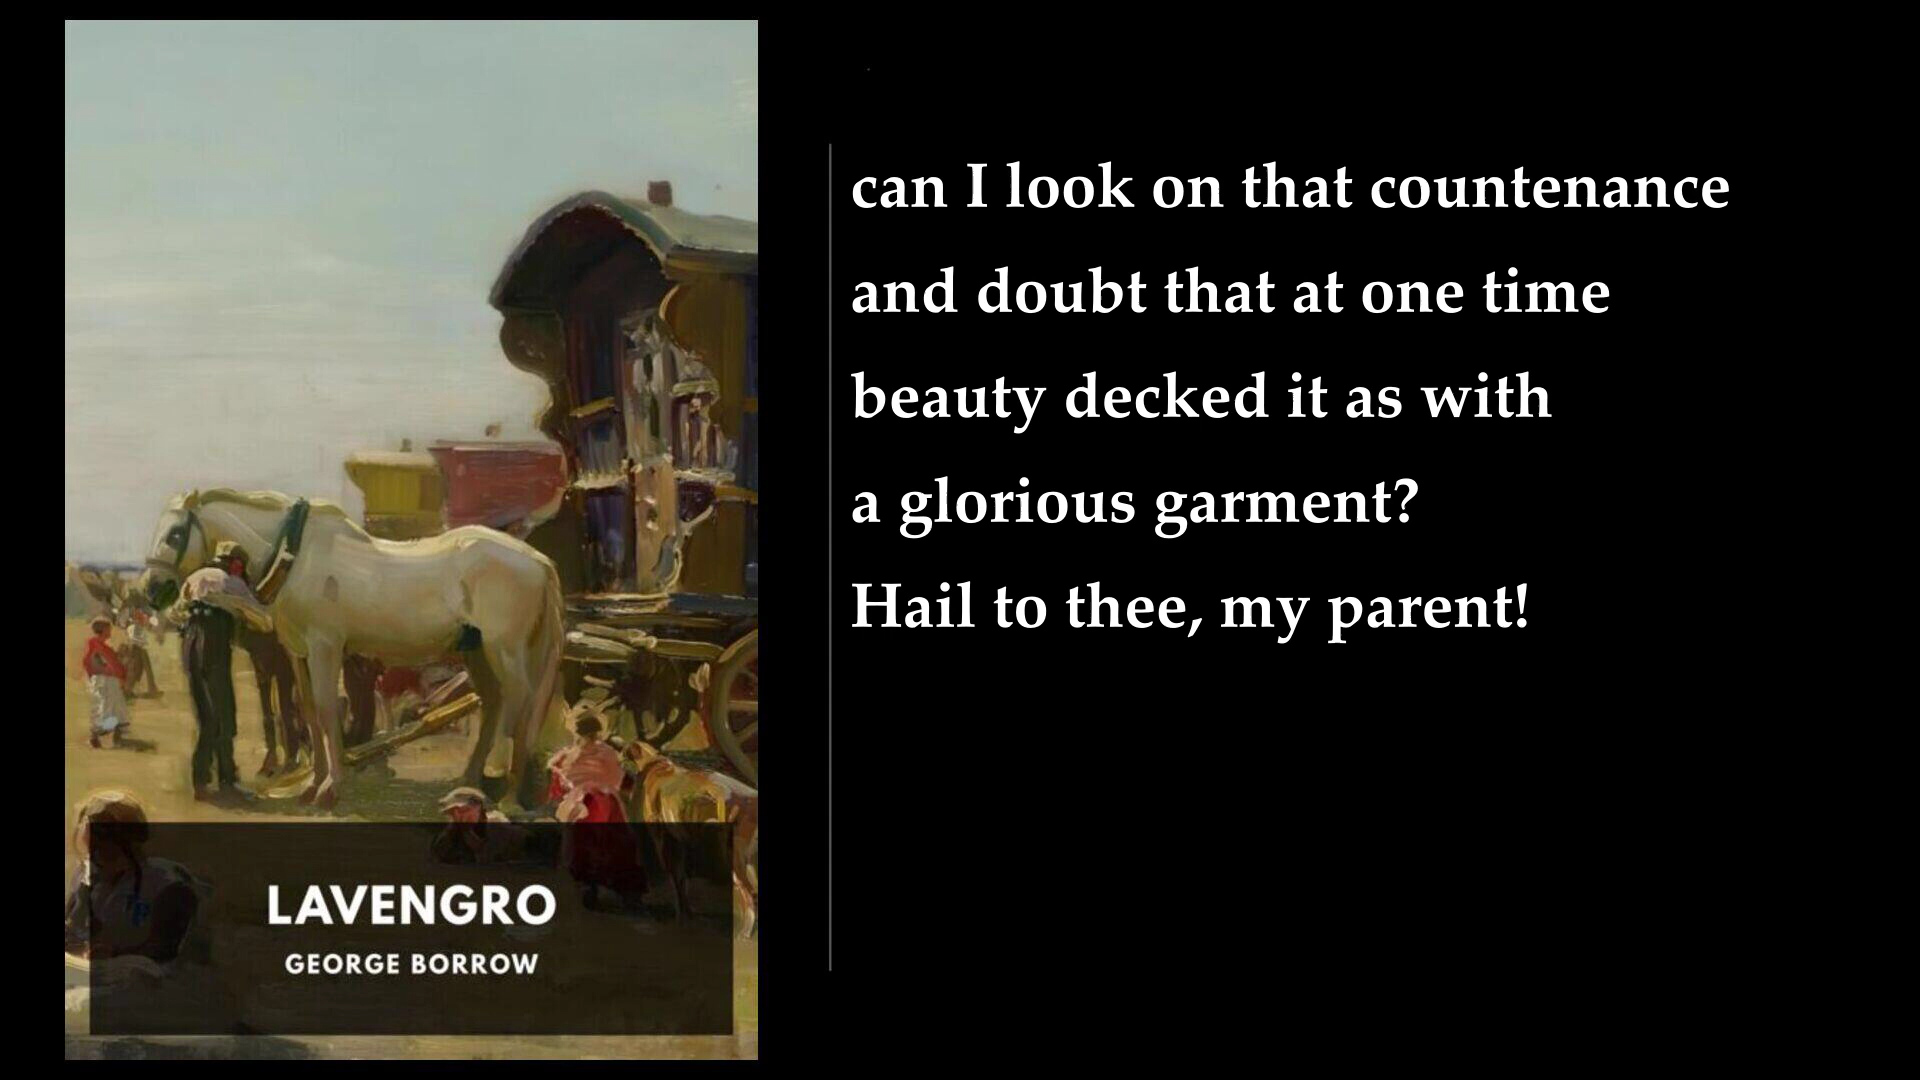 can I look on that countenance
and doubt that at one time
beauty decked it as with
a glorious garment?
Hail to thee, my parent!
LAVENGRO
GEORGE BORROW